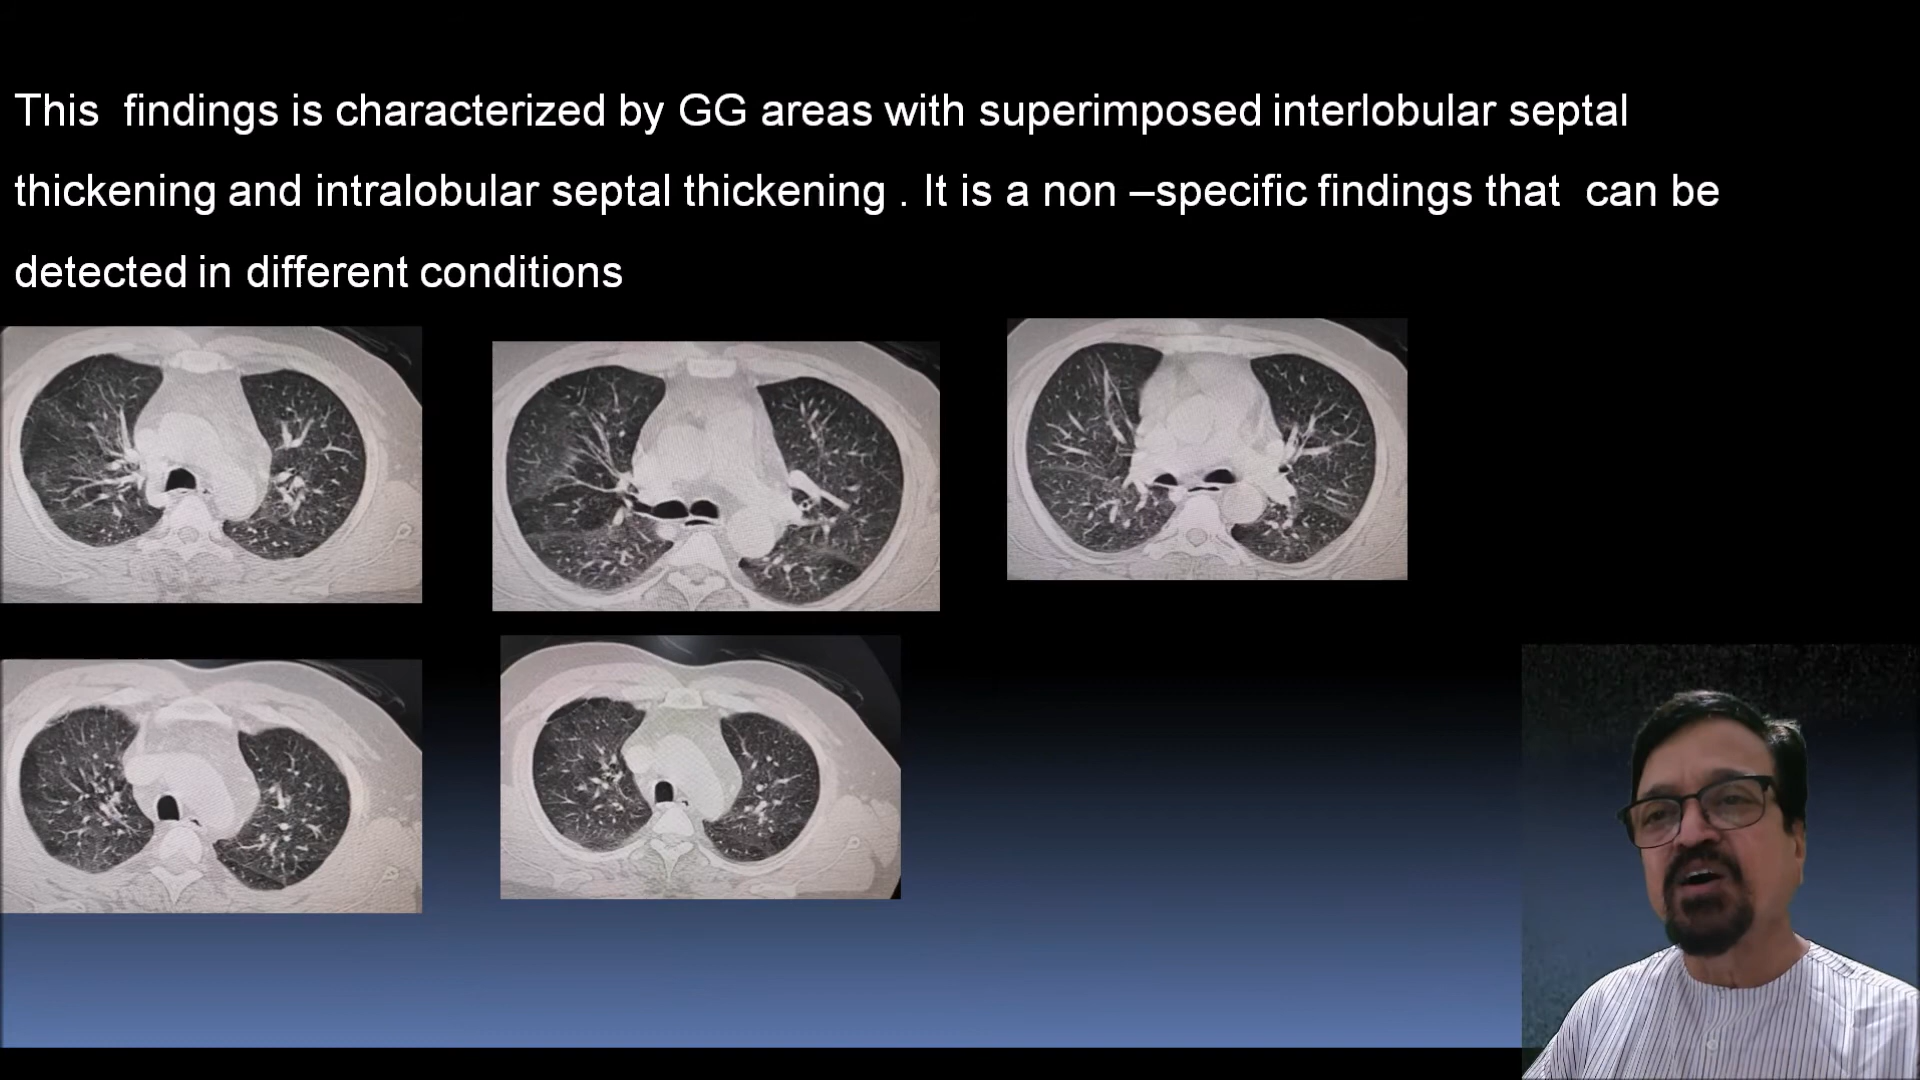 This findings is characterized by GG areas with superimposed interlobular septal
thickening and intralobular septal thickening . It is a non –specific findings that can be
detected in different conditions